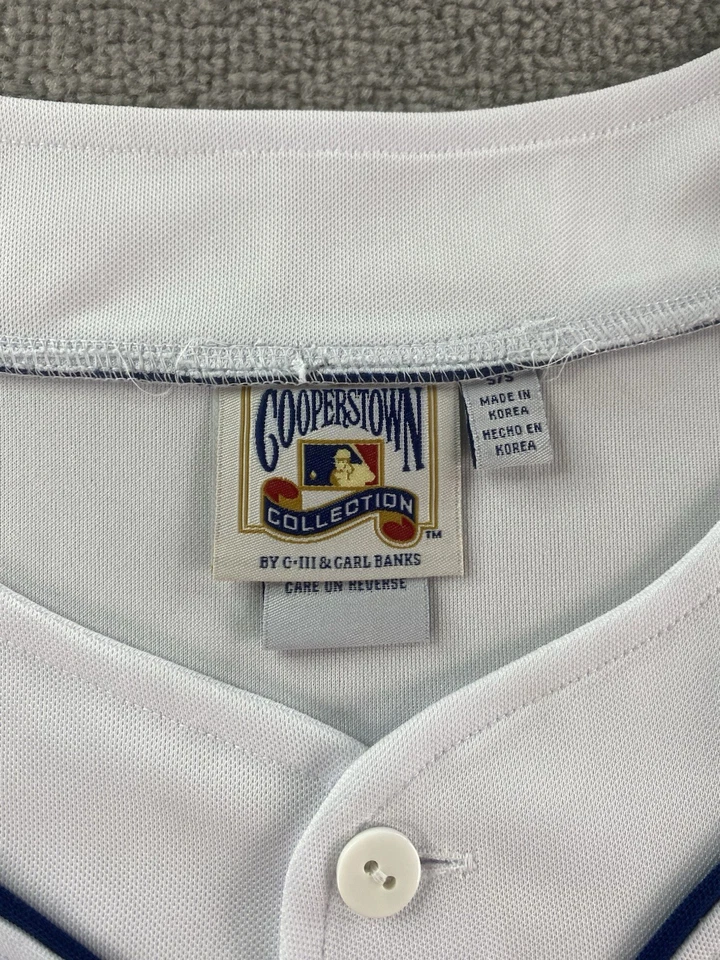 COOPERSTOWN
COLLECTION
TM
BY G-III & CARL BANKS
CARE ON REVERSE
S/S
MADE IN
KOREA
HECHO EN
KOREA